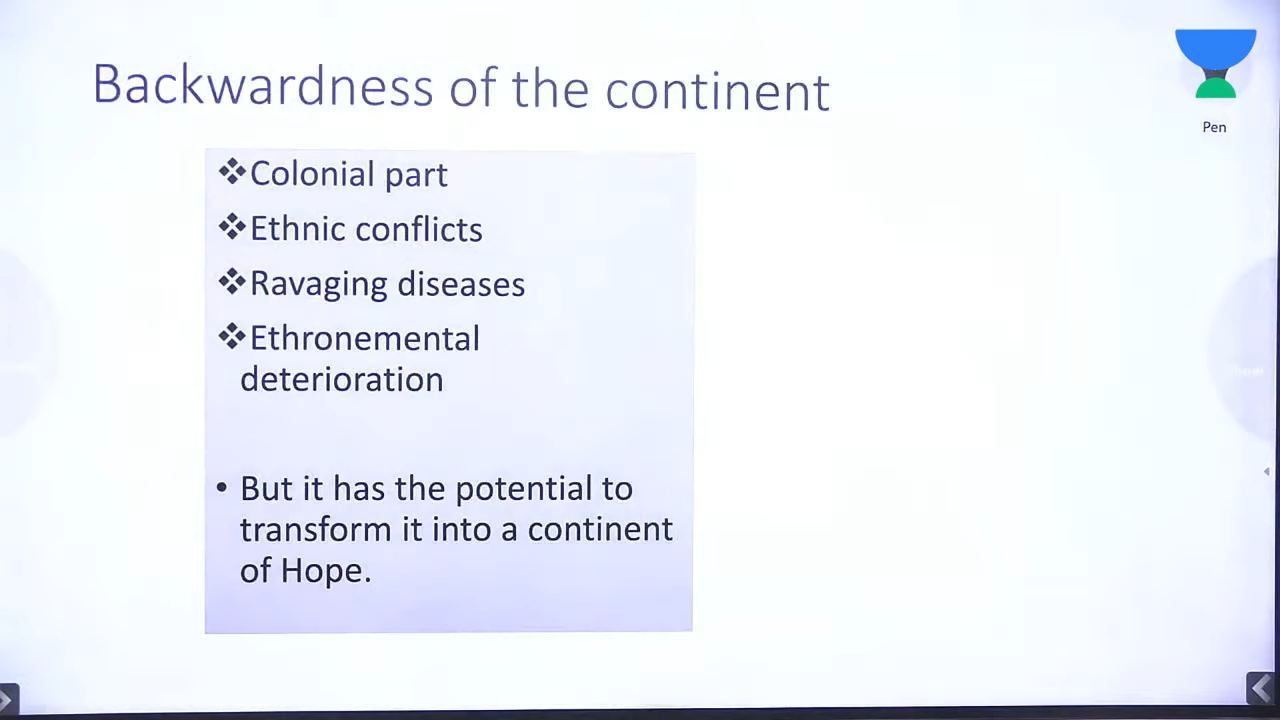 Backwardness of the continent
Pen
❖Colonial part
❖Ethnic conflicts
❖Ravaging diseases
❖Ethronemental
deterioration
• But it has the potential to
transform it into a continent
of Hope.